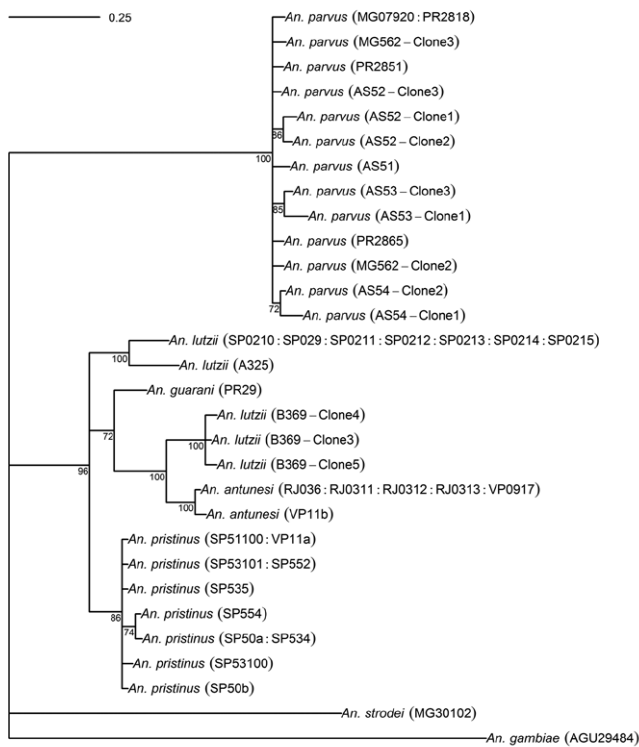 0.25
An. parvus (MG07920 : PR2818)
An. parvus (MG562 – Clone3)
An. parvus (PR2851)
An. parvus (AS52 – Clone3)
An. parvus (AS52 – Clone1)
86
An. parvus (AS52 – Clone2)
100
An. parvus (AS51)
An. parvus (AS53 – Clone3)
85
An. parvus (AS53 – Clone1)
An. parvus (PR2865)
An. parvus (MG562 – Clone2)
An. parvus (AS54 – Clone2)
72
An. parvus (AS54 – Clone1)
An. lutzii (SP0210 : SP029 : SP0211 : SP0212 : SP0213 : SP0214 : SP0215)
100
An. lutzii (A325)
An. guarani (PR29)
An. lutzii (B369 – Clone4)
72
An. lutzii (B369 – Clone3)
100
An. lutzii (B369 – Clone5)
96
100
An. antunesi (RJ036 : RJ0311 : RJ0312 : RJ0313 : VP0917)
100
An. antunesi (VP11b)
An. pristinus (SP51100 : VP11a)
An. pristinus (SP53101 : SP552)
An. pristinus (SP535)
An. pristinus (SP554)
86
74
An. pristinus (SP50a : SP534)
An. pristinus (SP53100)
An. pristinus (SP50b)
An. strodei (MG30102)
An. gambiae (AGU29484)